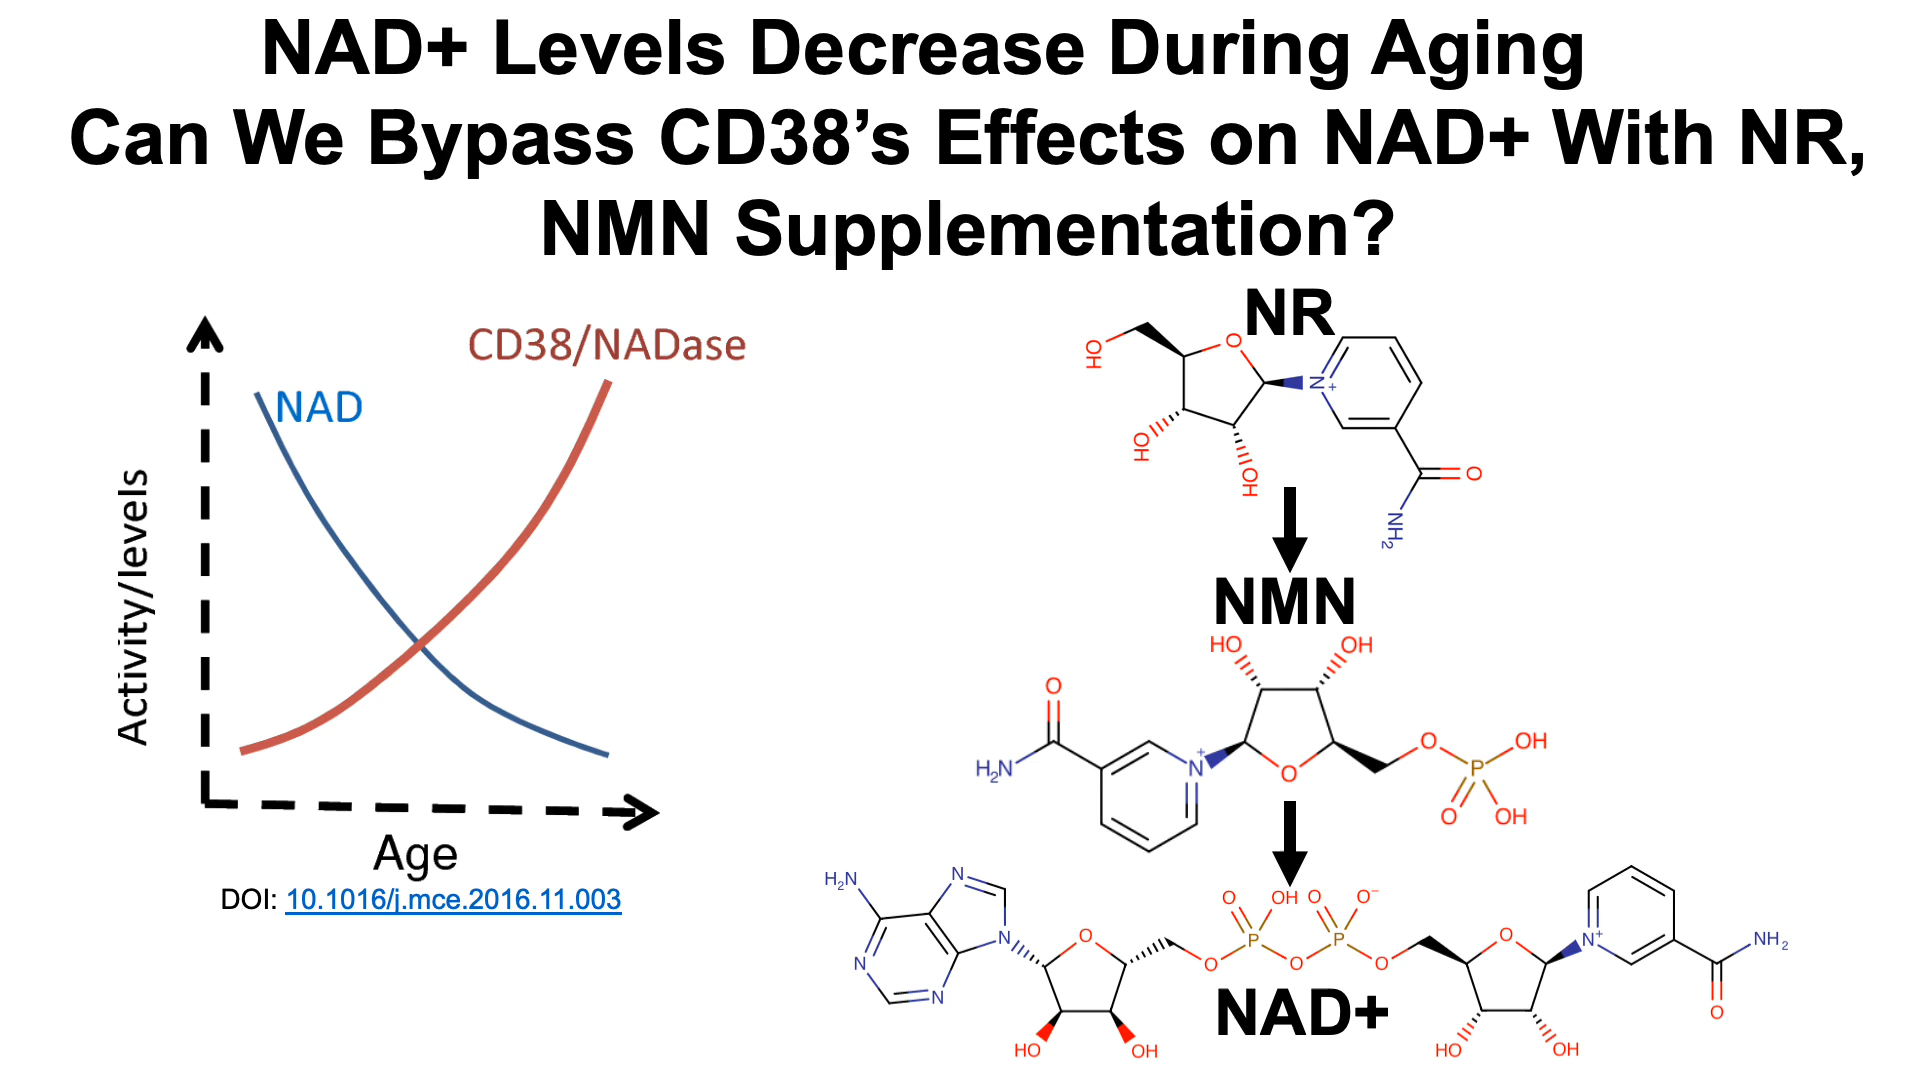 NAD+ Levels Decrease During Aging
Can We Bypass CD38’s Effects on NAD+ With NR,
NMN Supplementation?
CD38/NADase
NAD
Activity/levels
Age
DOI: 10.1016/j.mce.2016.11.003
NR
HO
O
N+
OH
OH
O
NH2
NMN
HO
OH
O
H2N
N+
O
O
P
OH
O
OH
H2N
N
N
N
N
O
O
P
OH
O
P
O−
O
O
O
O
N+
NH2
O
NAD+
HO
OH
HO
OH